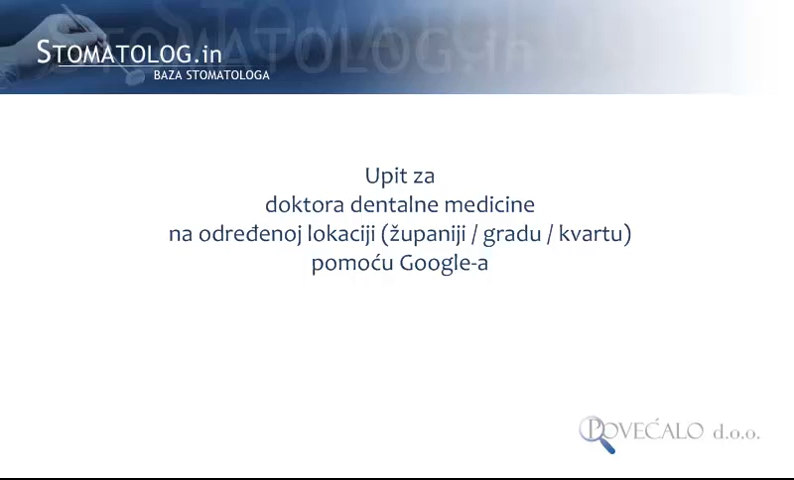 STOMATOLOG.in
BAZA STOMATOLOGA
Upit za
doktora dentalne medicine
na određenoj lokaciji (županiji / gradu / kvartu)
pomoću Google-a
POVEĆALO d.o.o.